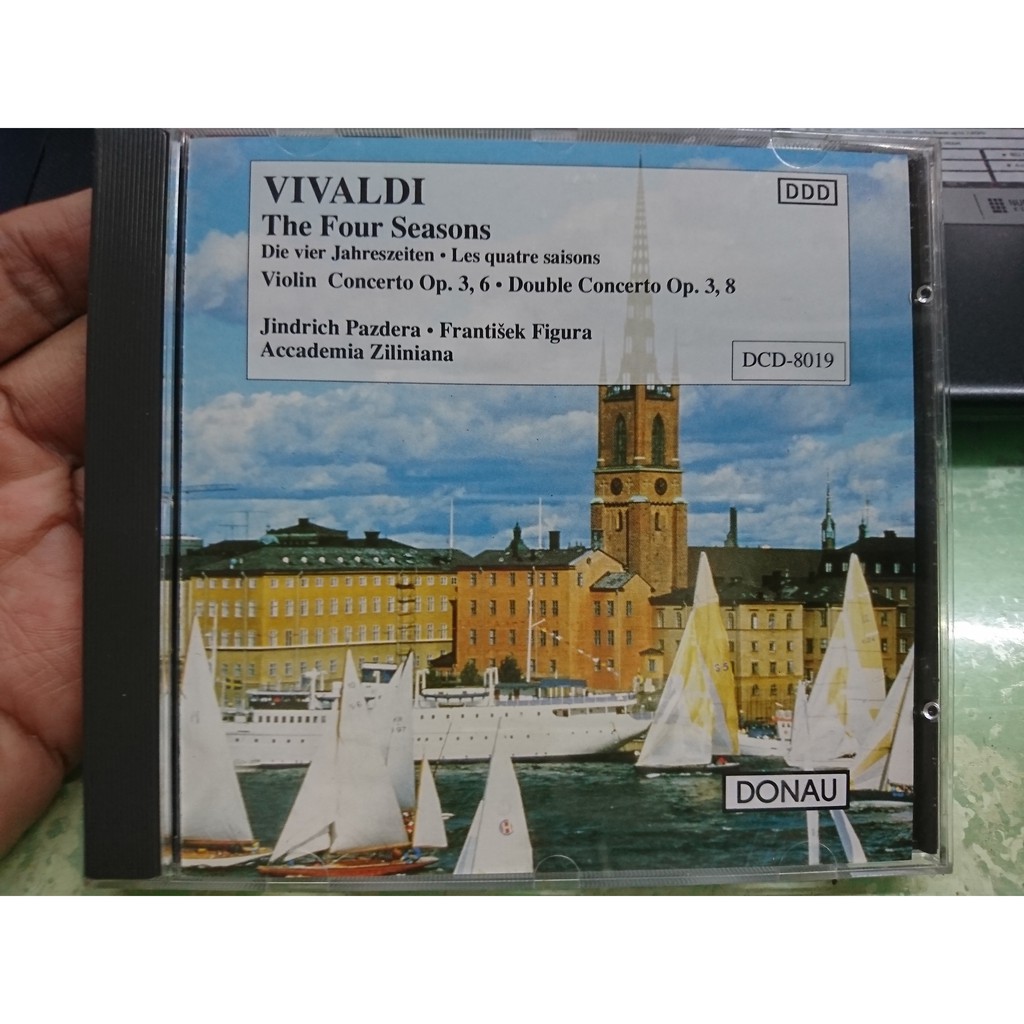 VIVALDI
DDD
The Four Seasons
Die vier Jahreszeiten • Les quatre saisons
Violin Concerto Op. 3, 6 • Double Concerto Op. 3, 8
Jindrich Pazdera • František Figura
Accademia Ziliniana
DCD-8019
DONAU